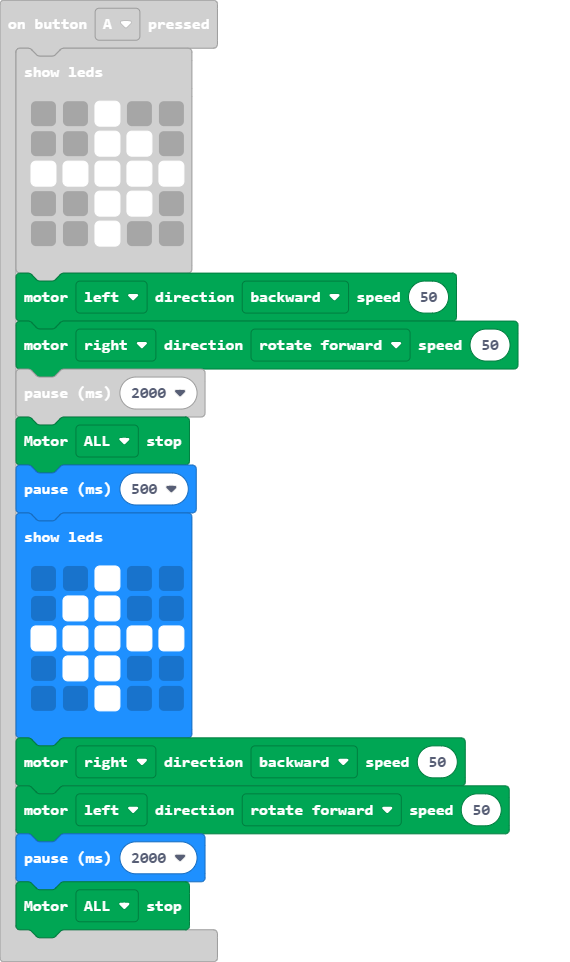 on button A pressed
show leds
motor left direction backward speed 50
motor right direction rotate forward speed 50
pause (ms) 2000
Motor ALL stop
pause (ms) 500
show leds
motor right direction backward speed 50
motor left direction rotate forward speed 50
pause (ms) 2000
Motor ALL stop